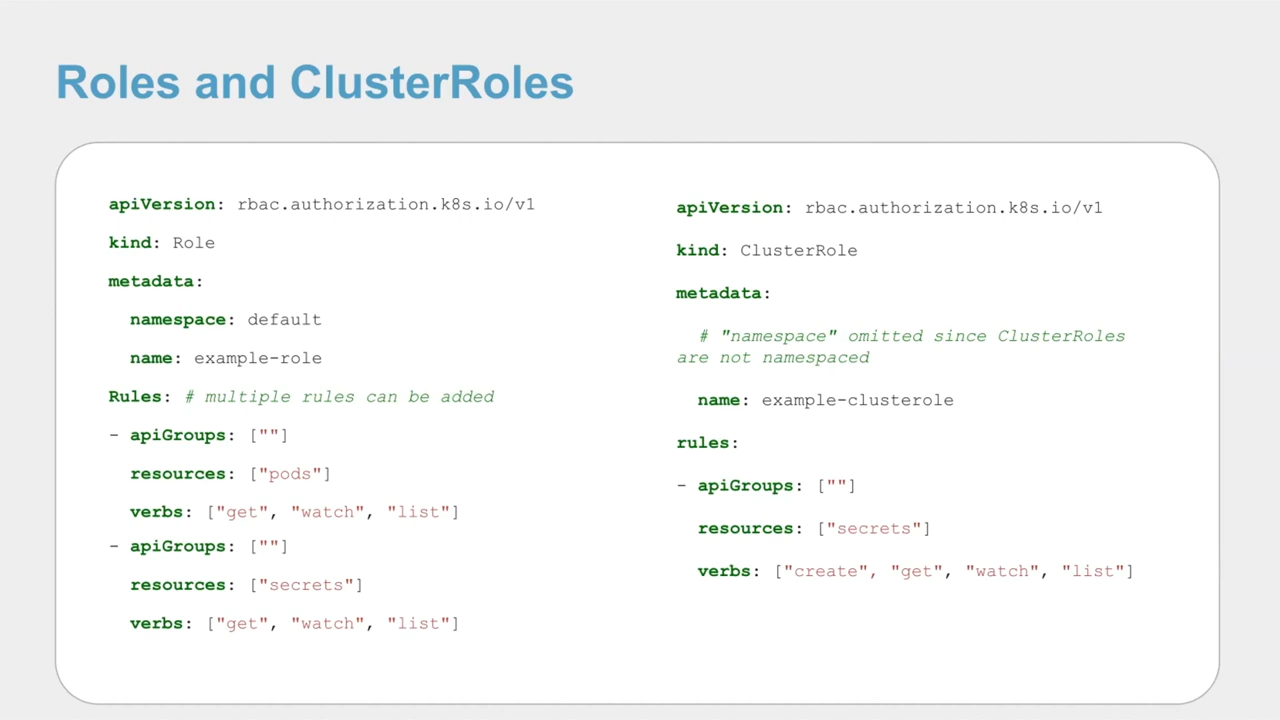 Roles and ClusterRoles
apiVersion: rbac.authorization.k8s.io/v1
kind: Role
metadata:
  namespace: default
  name: example-role
Rules: # multiple rules can be added
- apiGroups: [""]
  resources: ["pods"]
  verbs: ["get", "watch", "list"]
- apiGroups: [""]
  resources: ["secrets"]
  verbs: ["get", "watch", "list"]
apiVersion: rbac.authorization.k8s.io/v1
kind: ClusterRole
metadata:
  # "namespace" omitted since ClusterRoles
are not namespaced
  name: example-clusterole
rules:
- apiGroups: [""]
  resources: ["secrets"]
  verbs: ["create", "get", "watch", "list"]